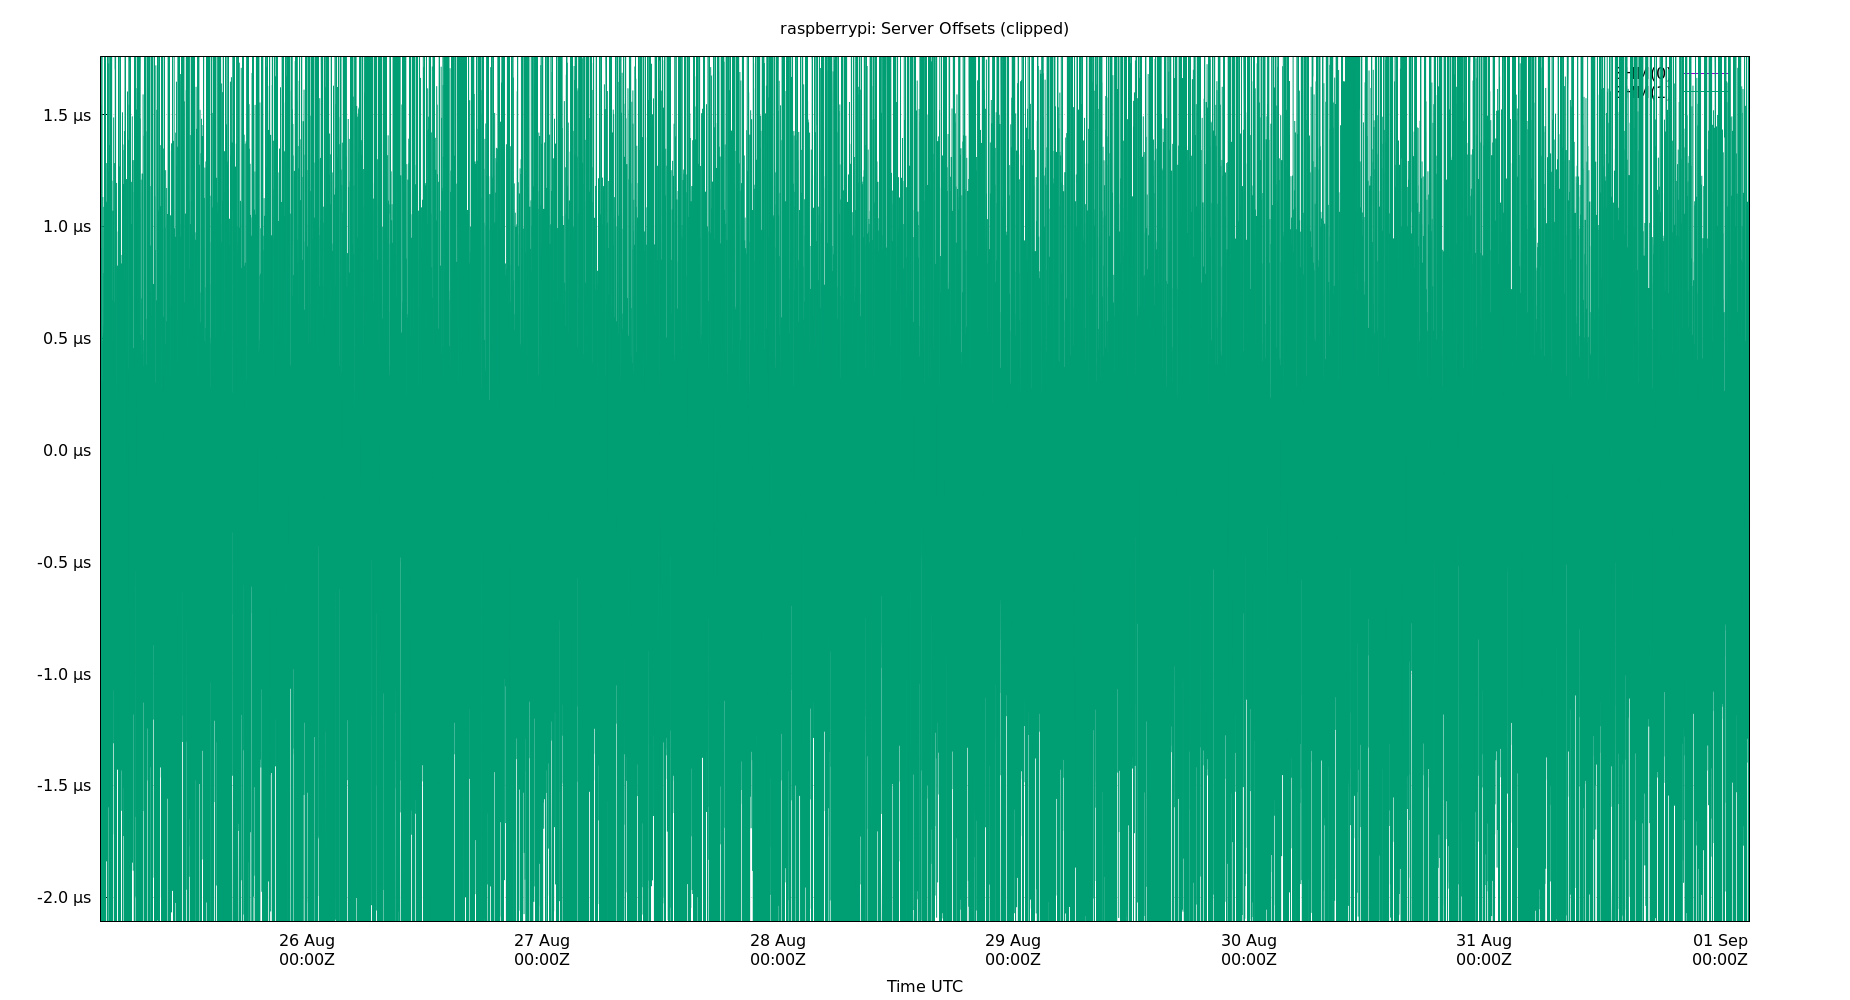 raspberrypi: Server Offsets (clipped)
1.5 µs
1.0 µs
0.5 µs
0.0 µs
-0.5 µs
-1.0 µs
-1.5 µs
-2.0 µs
26 Aug
00:00Z
27 Aug
00:00Z
28 Aug
00:00Z
29 Aug
00:00Z
30 Aug
00:00Z
31 Aug
00:00Z
01 Sep
00:00Z
Time UTC